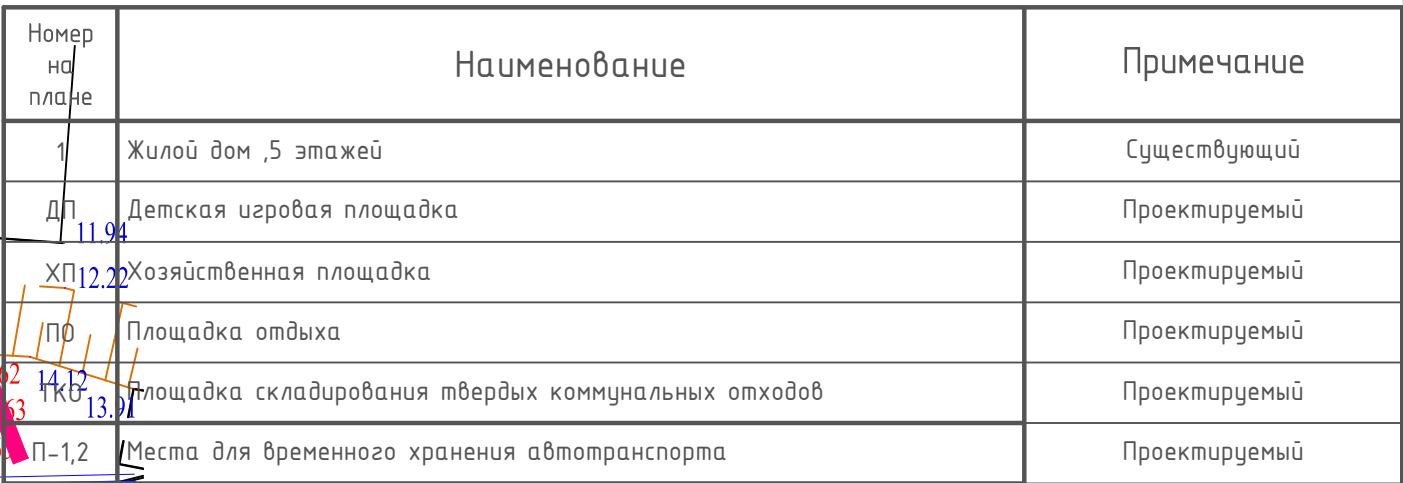 Номер
на
плане
Наименование
Примечание
1 Жилой дом ,5 этажей Существующий
ДП Детская игровая площадка Проектируемый
11.94
ХП Хозяйственная площадка Проектируемый
12.22
ПО Площадка отдыха Проектируемый
62 14.12
ТКО Площадка складирования твердых коммунальных отходов Проектируемый
63 13.91
П-1,2 Места для временного хранения автотранспорта Проектируемый